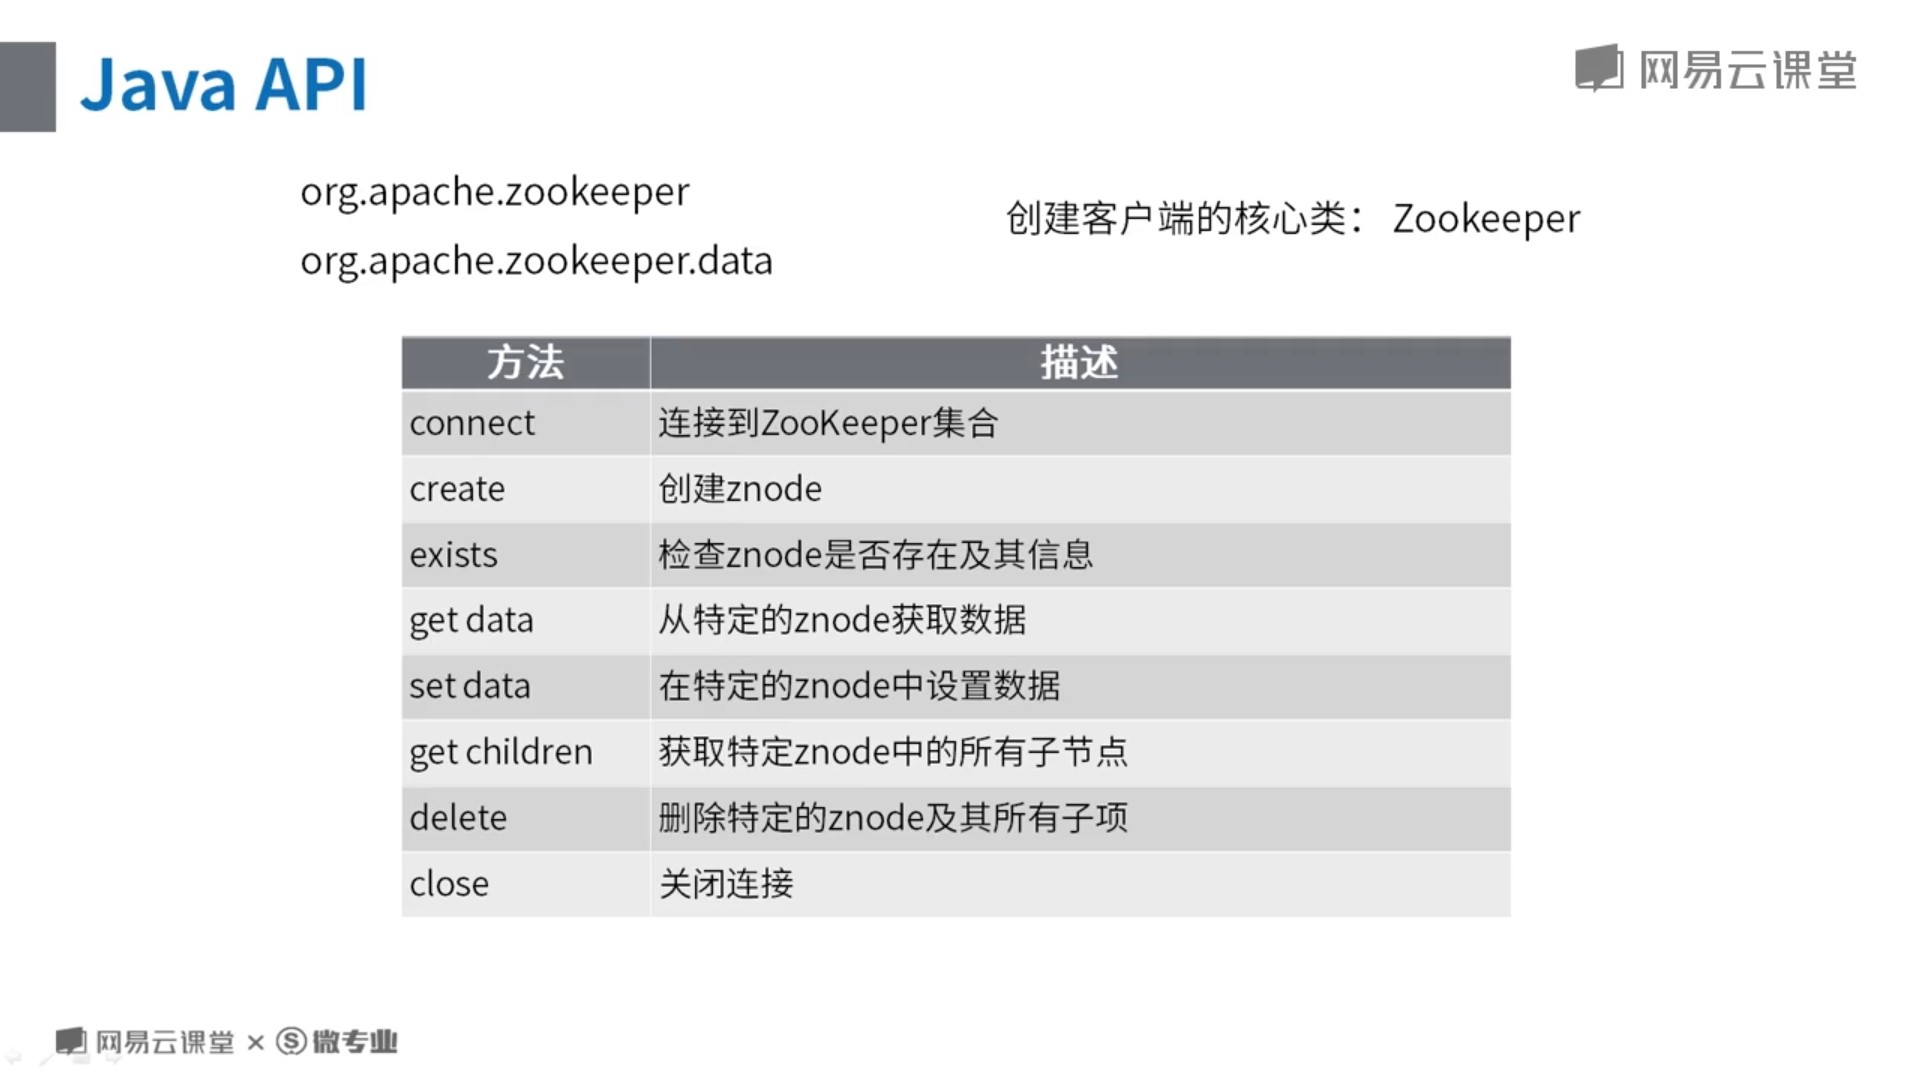 Java API
网易云课堂
org.apache.zookeeper
org.apache.zookeeper.data
创建客户端的核心类： Zookeeper
方法 描述
connect 连接到ZooKeeper集合
create 创建znode
exists 检查znode是否存在及其信息
get data 从特定的znode获取数据
set data 在特定的znode中设置数据
get children 获取特定znode中的所有子节点
delete 删除特定的znode及其所有子项
close 关闭连接
网易云课堂 × 微专业